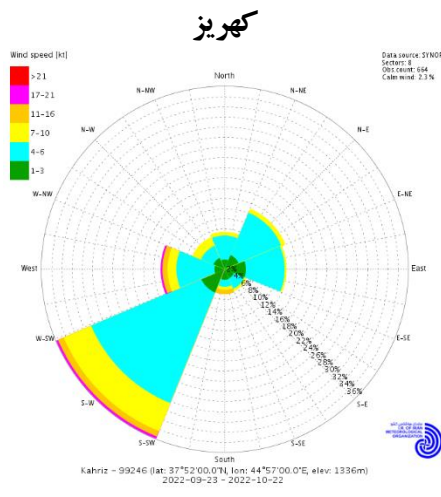 کهریز
Wind speed [kt]
>21
17-21
11-16
7-10
4-6
1-3
Data source: SYNOP
Sectors: 8
Obs.count: 664
Calm wind: 2.3 %
North
N-NE
N-E
E-NE
East
E-SE
S-E
S-SE
South
S-SW
S-W
W-SW
West
W-NW
N-W
N-NW
2%
4%
6%
8%
10%
12%
14%
16%
18%
20%
22%
24%
26%
28%
30%
32%
34%
36%
I.R. OF IRAN
METEOROLOGICAL
ORGANIZATION
Kahriz - 99246 (lat: 37°52'00.0"N, lon: 44°57'00.0"E, elev: 1336m)
2022-09-23 - 2022-10-22